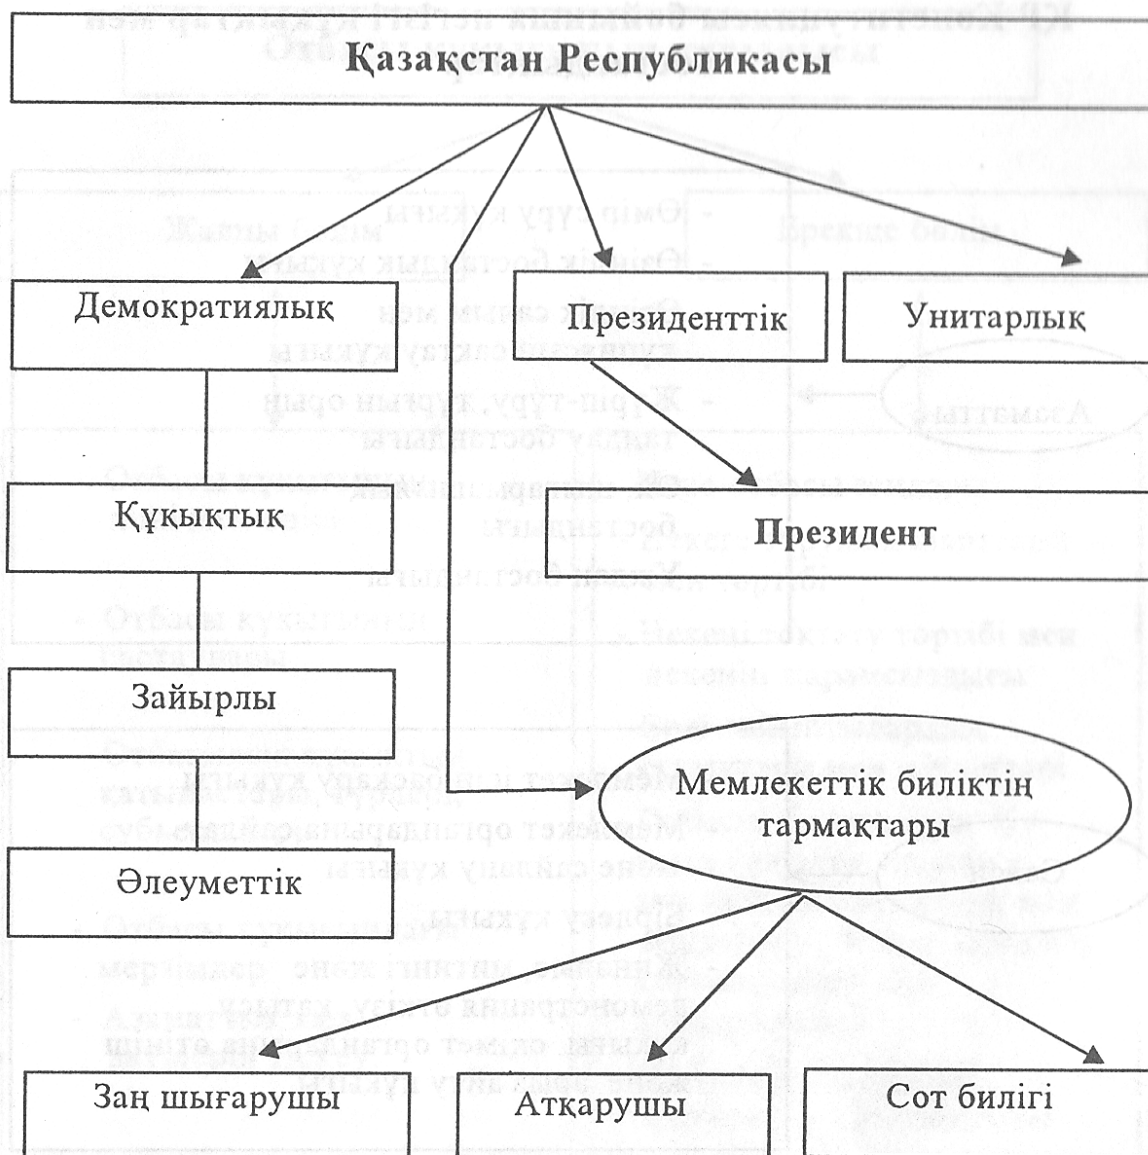 Қазақстан Республикасы
Демократиялық
Президенттік
Унитарлық
Құқықтық
Президент
Зайырлы
Мемлекеттік биліктің
тармақтары
Әлеуметтік
Заң шығарушы
Атқарушы
Сот билігі